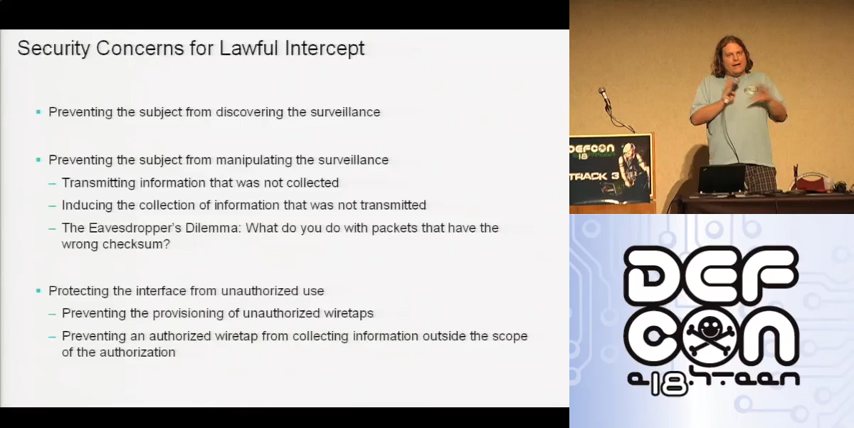 Security Concerns for Lawful Intercept
Preventing the subject from discovering the surveillance
Preventing the subject from manipulating the surveillance
– Transmitting information that was not collected
– Inducing the collection of information that was not transmitted
– The Eavesdropper's Dilemma: What do you do with packets that have the
wrong checksum?
Protecting the interface from unauthorized use
– Preventing the provisioning of unauthorized wiretaps
– Preventing an authorized wiretap from collecting information outside the scope
of the authorization
DEFCON
18
TRACK 3
DEF
CON
e18hteen